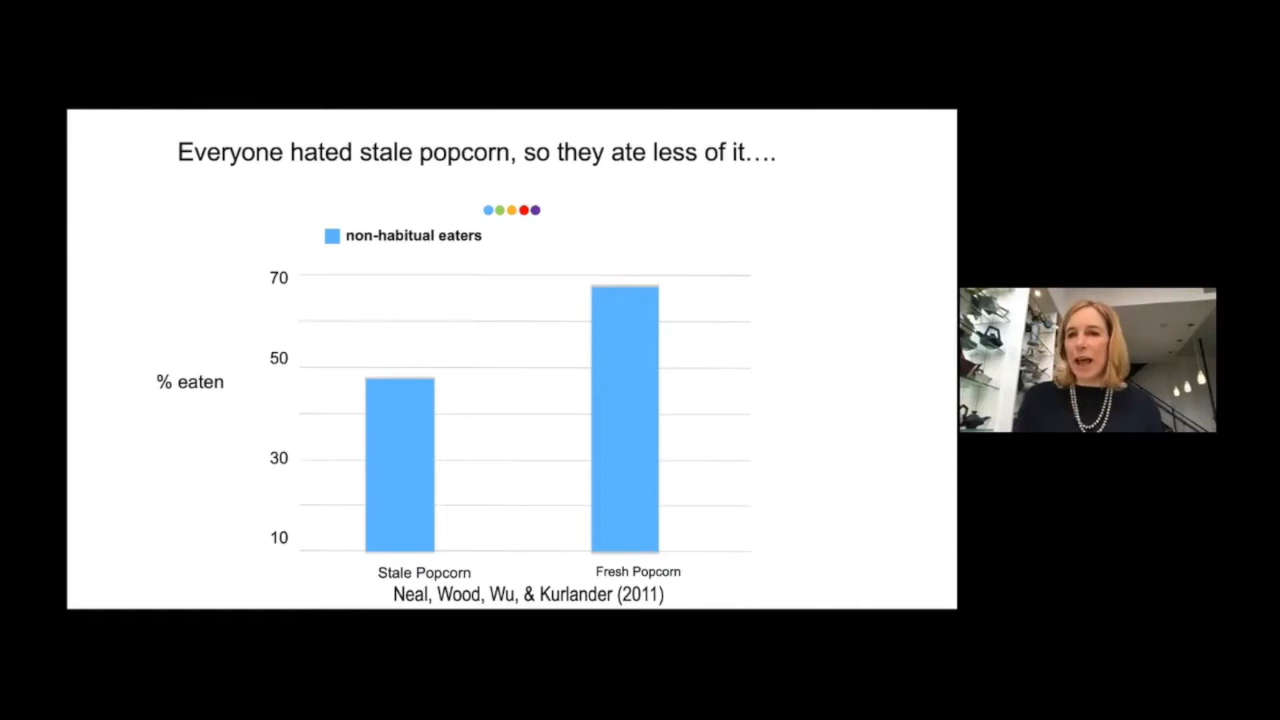 Everyone hated stale popcorn, so they ate less of it….
non-habitual eaters
70
50
% eaten
30
10
Stale Popcorn Fresh Popcorn
Neal, Wood, Wu, & Kurlander (2011)